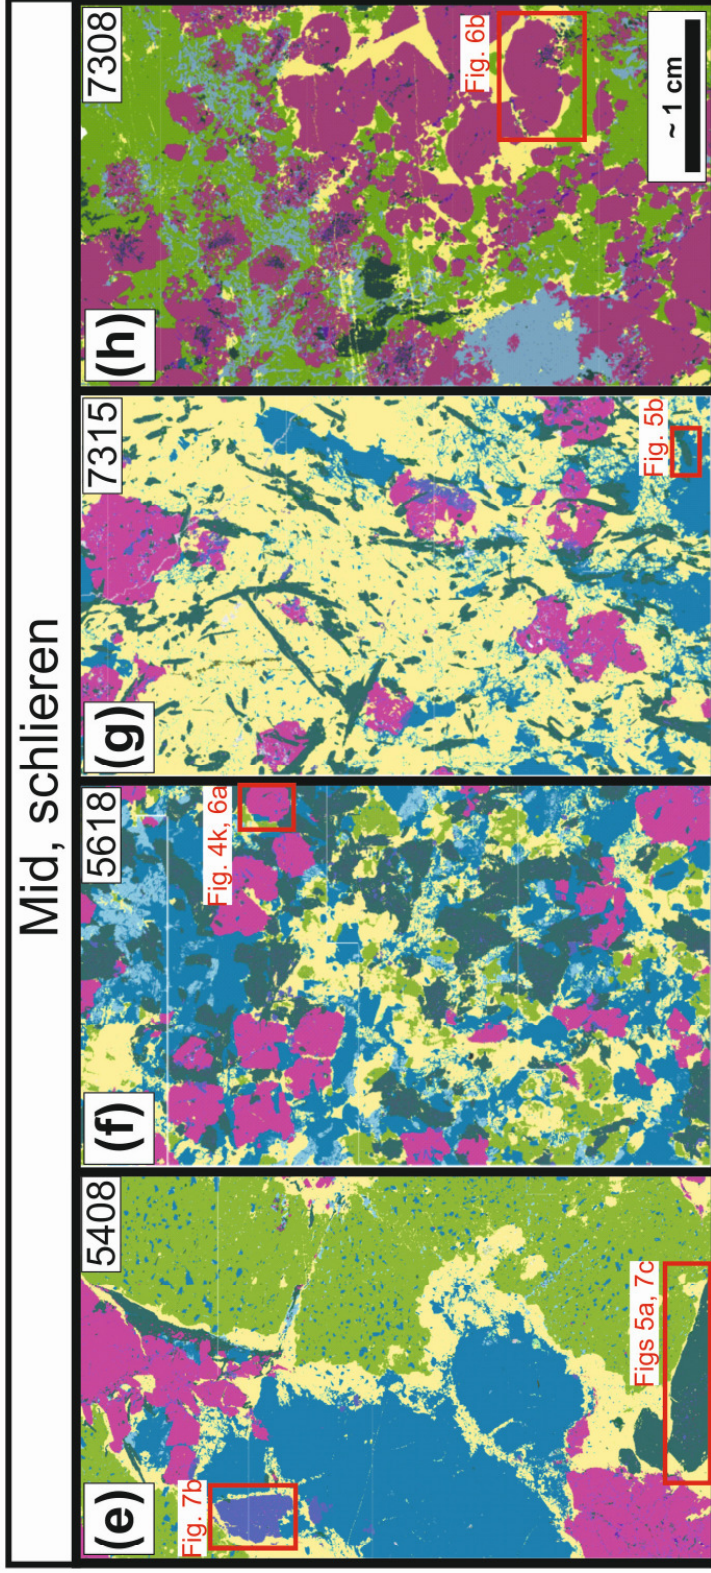 Mid, schlieren
(e)
5408
Fig. 7b
Figs 5a, 7c
(f)
5618
Fig. 4k, 6a
(g)
7315
Fig. 5b
(h)
7308
Fig. 6b
~ 1 cm